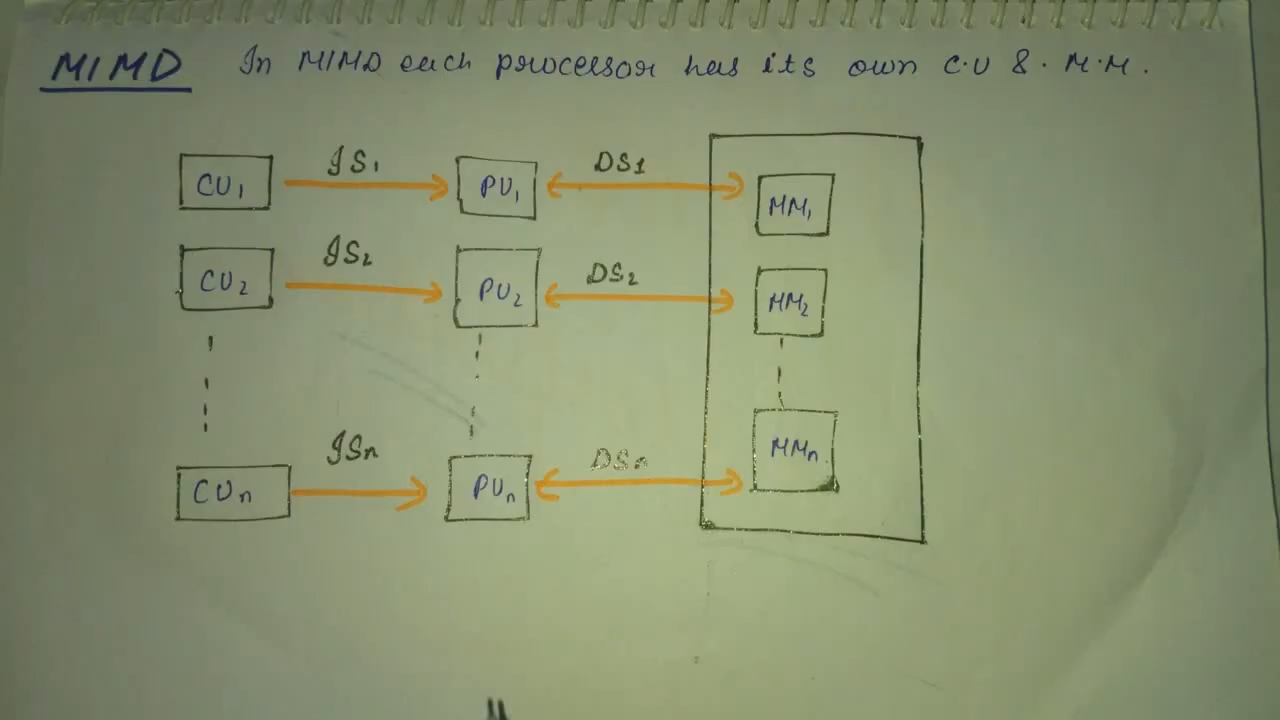 MIMD In MIMD each processor has its own C.U & . M.M.
CU1 IS1 PU1 DS1 MM1
CU2 IS2 PU2 DS2 MM2
CUn ISn PUn DSn MMn